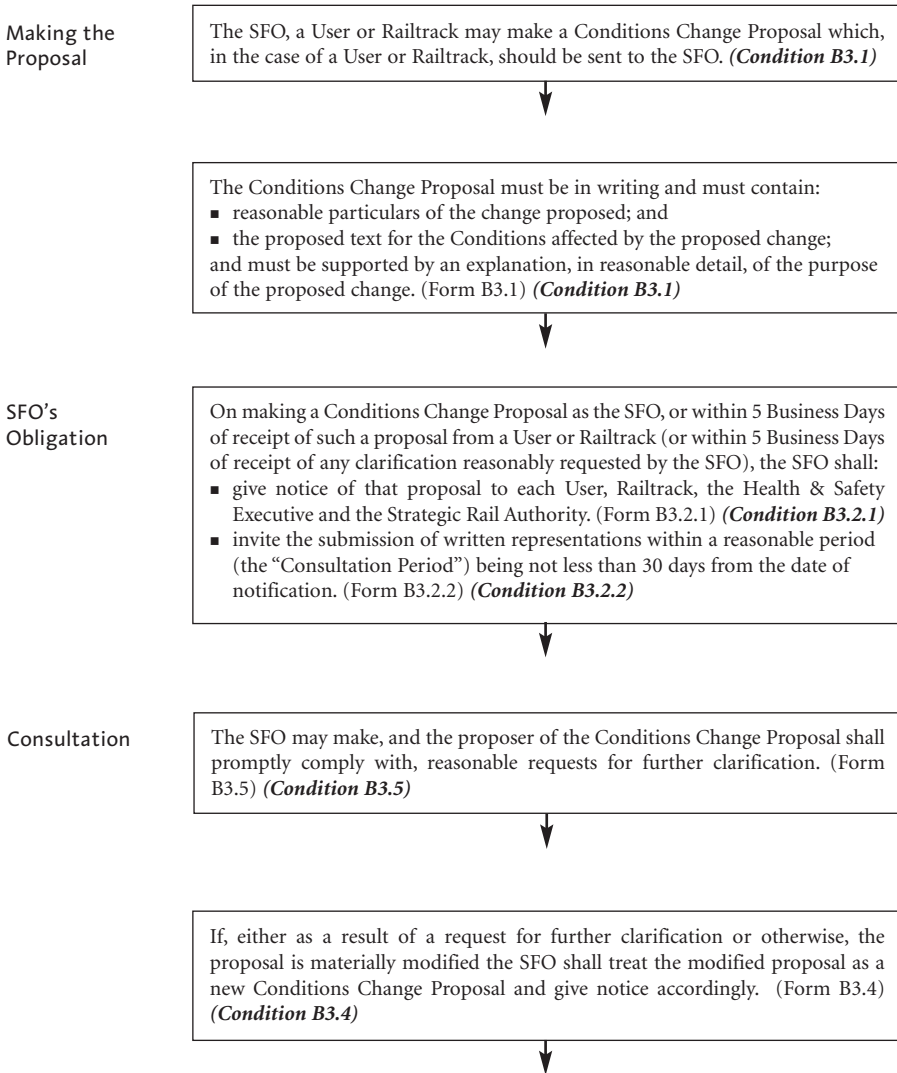 Making the
Proposal
The SFO, a User or Railtrack may make a Conditions Change Proposal which,
in the case of a User or Railtrack, should be sent to the SFO. (Condition B3.1)
The Conditions Change Proposal must be in writing and must contain:
▪ reasonable particulars of the change proposed; and
▪ the proposed text for the Conditions affected by the proposed change;
and must be supported by an explanation, in reasonable detail, of the purpose
of the proposed change. (Form B3.1) (Condition B3.1)
SFO's
Obligation
On making a Conditions Change Proposal as the SFO, or within 5 Business Days
of receipt of such a proposal from a User or Railtrack (or within 5 Business Days
of receipt of any clarification reasonably requested by the SFO), the SFO shall:
▪ give notice of that proposal to each User, Railtrack, the Health & Safety
Executive and the Strategic Rail Authority. (Form B3.2.1) (Condition B3.2.1)
▪ invite the submission of written representations within a reasonable period
(the “Consultation Period”) being not less than 30 days from the date of
notification. (Form B3.2.2) (Condition B3.2.2)
Consultation
The SFO may make, and the proposer of the Conditions Change Proposal shall
promptly comply with, reasonable requests for further clarification. (Form
B3.5) (Condition B3.5)
If, either as a result of a request for further clarification or otherwise, the
proposal is materially modified the SFO shall treat the modified proposal as a
new Conditions Change Proposal and give notice accordingly. (Form B3.4)
(Condition B3.4)